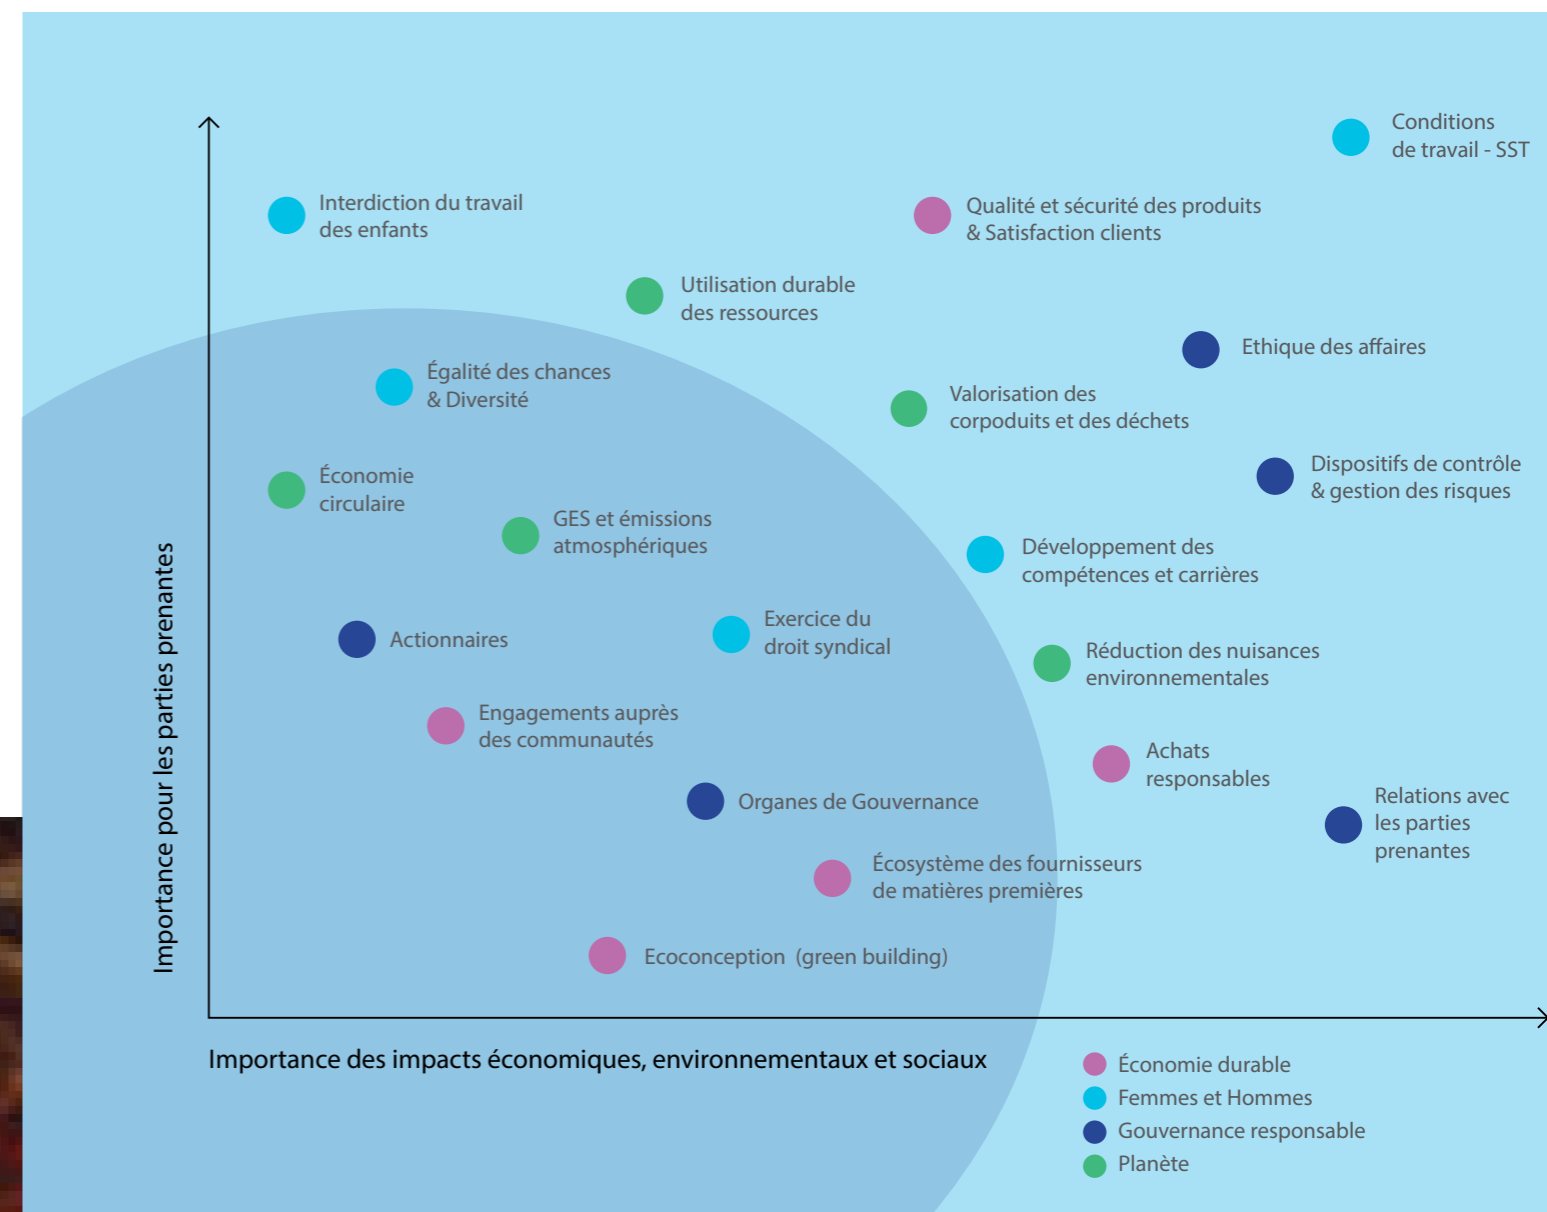 Conditions
de travail - SST
Interdiction du travail
des enfants
Qualité et sécurité des produits
& Satisfaction clients
Utilisation durable
des ressources
Ethique des affaires
Égalité des chances
& Diversité
Valorisation des
corpoduits et des déchets
Dispositifs de contrôle
& gestion des risques
Économie
circulaire
GES et émissions
atmosphériques
Développement des
compétences et carrières
Exercice du
droit syndical
Actionnaires
Réduction des nuisances
environnementales
Engagements auprès
des communautés
Achats
responsables
Organes de Gouvernance
Relations avec
les parties
prenantes
Écosystème des fournisseurs
de matières premières
Ecoconception (green building)
Importance pour les parties prenantes
Importance des impacts économiques, environnementaux et sociaux
Économie durable
Femmes et Hommes
Gouvernance responsable
Planète